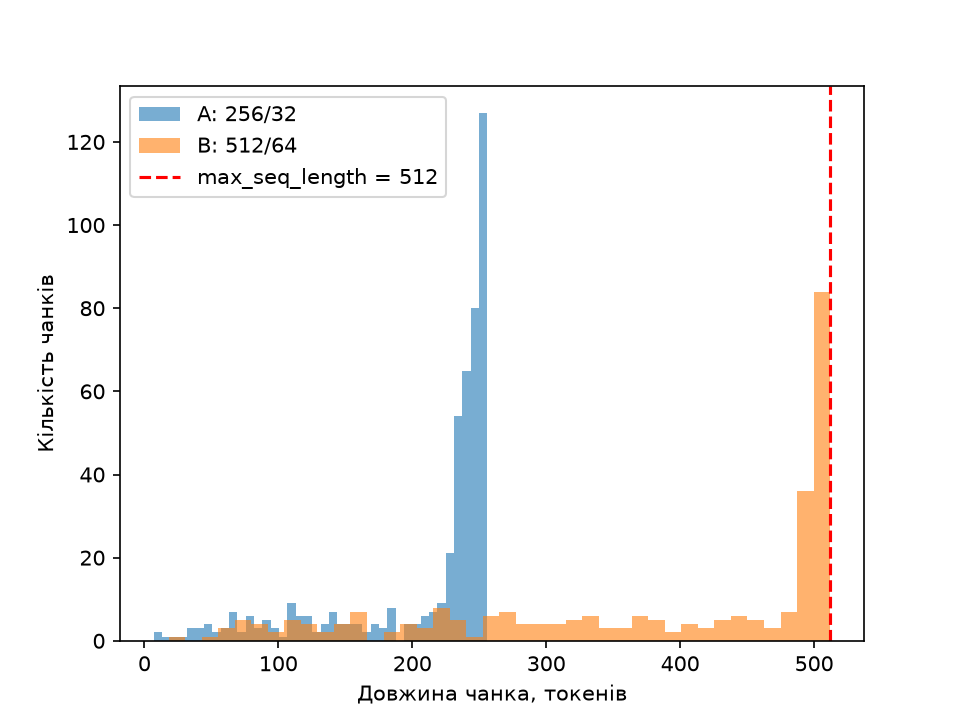 A: 256/32
B: 512/64
max_seq_length = 512
120
100
80
60
40
20
0
Кількість чанків
0 100 200 300 400 500
Довжина чанка, токенів